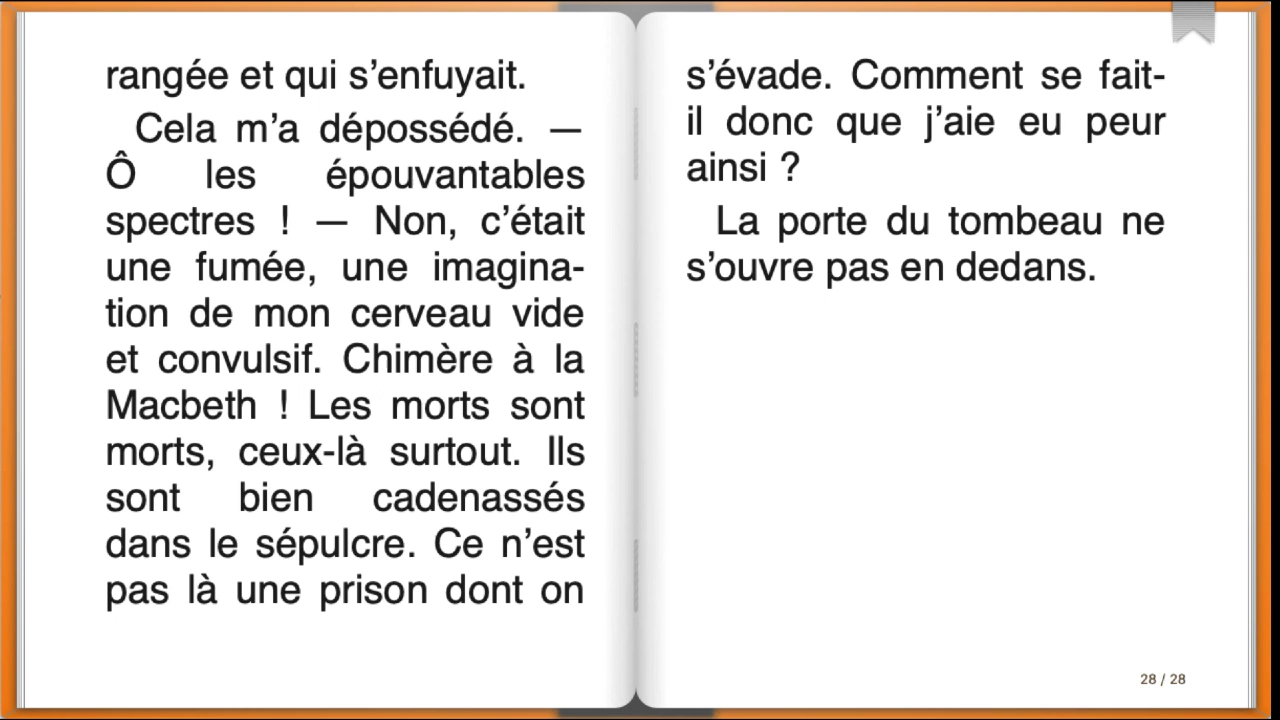 rangée et qui s’enfuyait.
Cela m’a dépossédé. —
Ô les épouvantables
spectres ! — Non, c’était
une fumée, une imagina-
tion de mon cerveau vide
et convulsif. Chimère à la
Macbeth ! Les morts sont
morts, ceux-là surtout. Ils
sont bien cadenassés
dans le sépulcre. Ce n’est
pas là une prison dont on
s’évade. Comment se fait-
il donc que j’aie eu peur
ainsi ?
La porte du tombeau ne
s’ouvre pas en dedans.
28 / 28